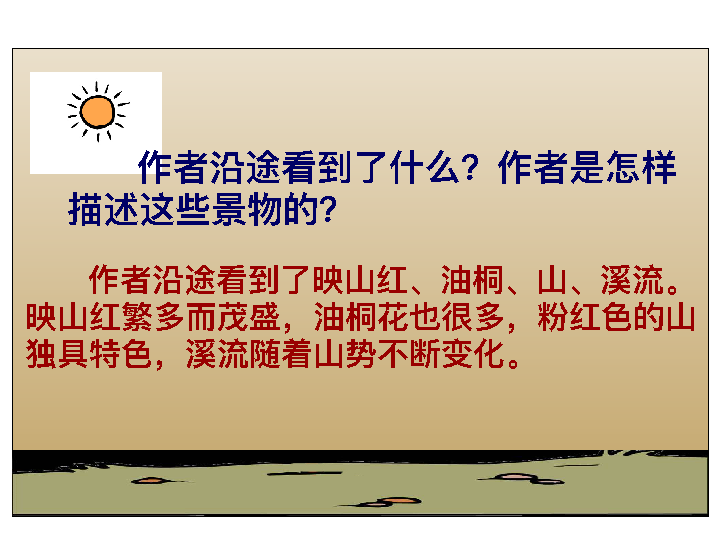 作者沿途看到了什么？作者是怎样
描述这些景物的？
作者沿途看到了映山红、油桐、山、溪流。
映山红繁多而茂盛，油桐花也很多，粉红色的山
独具特色，溪流随着山势不断变化。